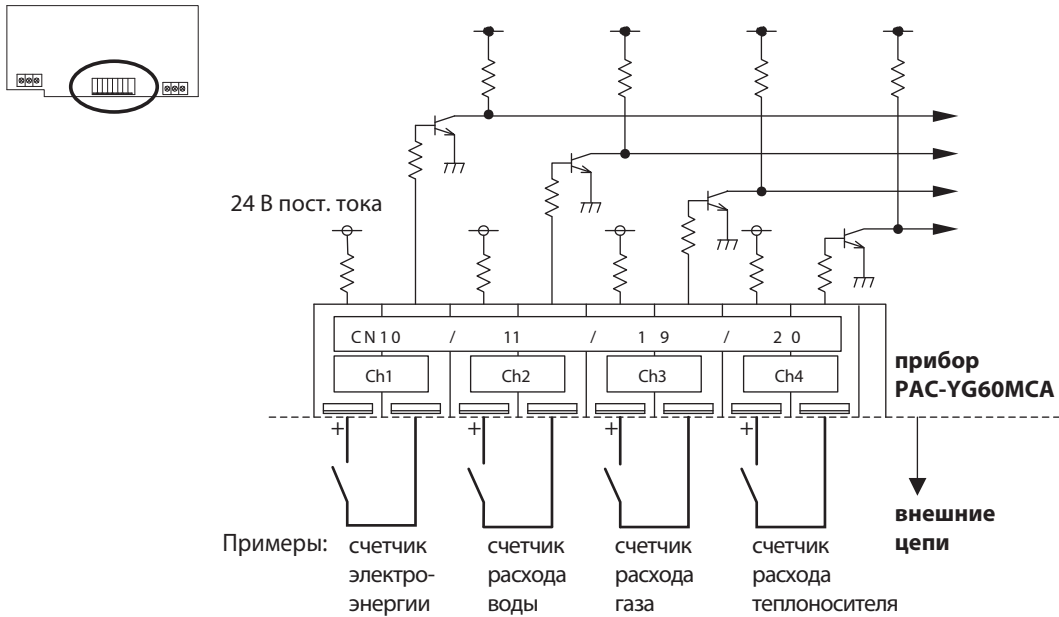 24 В пост. тока
CN10 / 11 / 19 / 20
Ch1 Ch2 Ch3 Ch4
прибор
PAC-YG60MCA
+ + + +
внешние
цепи
Примеры: счетчик счетчик счетчик счетчик
электро- расхода расхода расхода
энергии воды газа теплоносителя